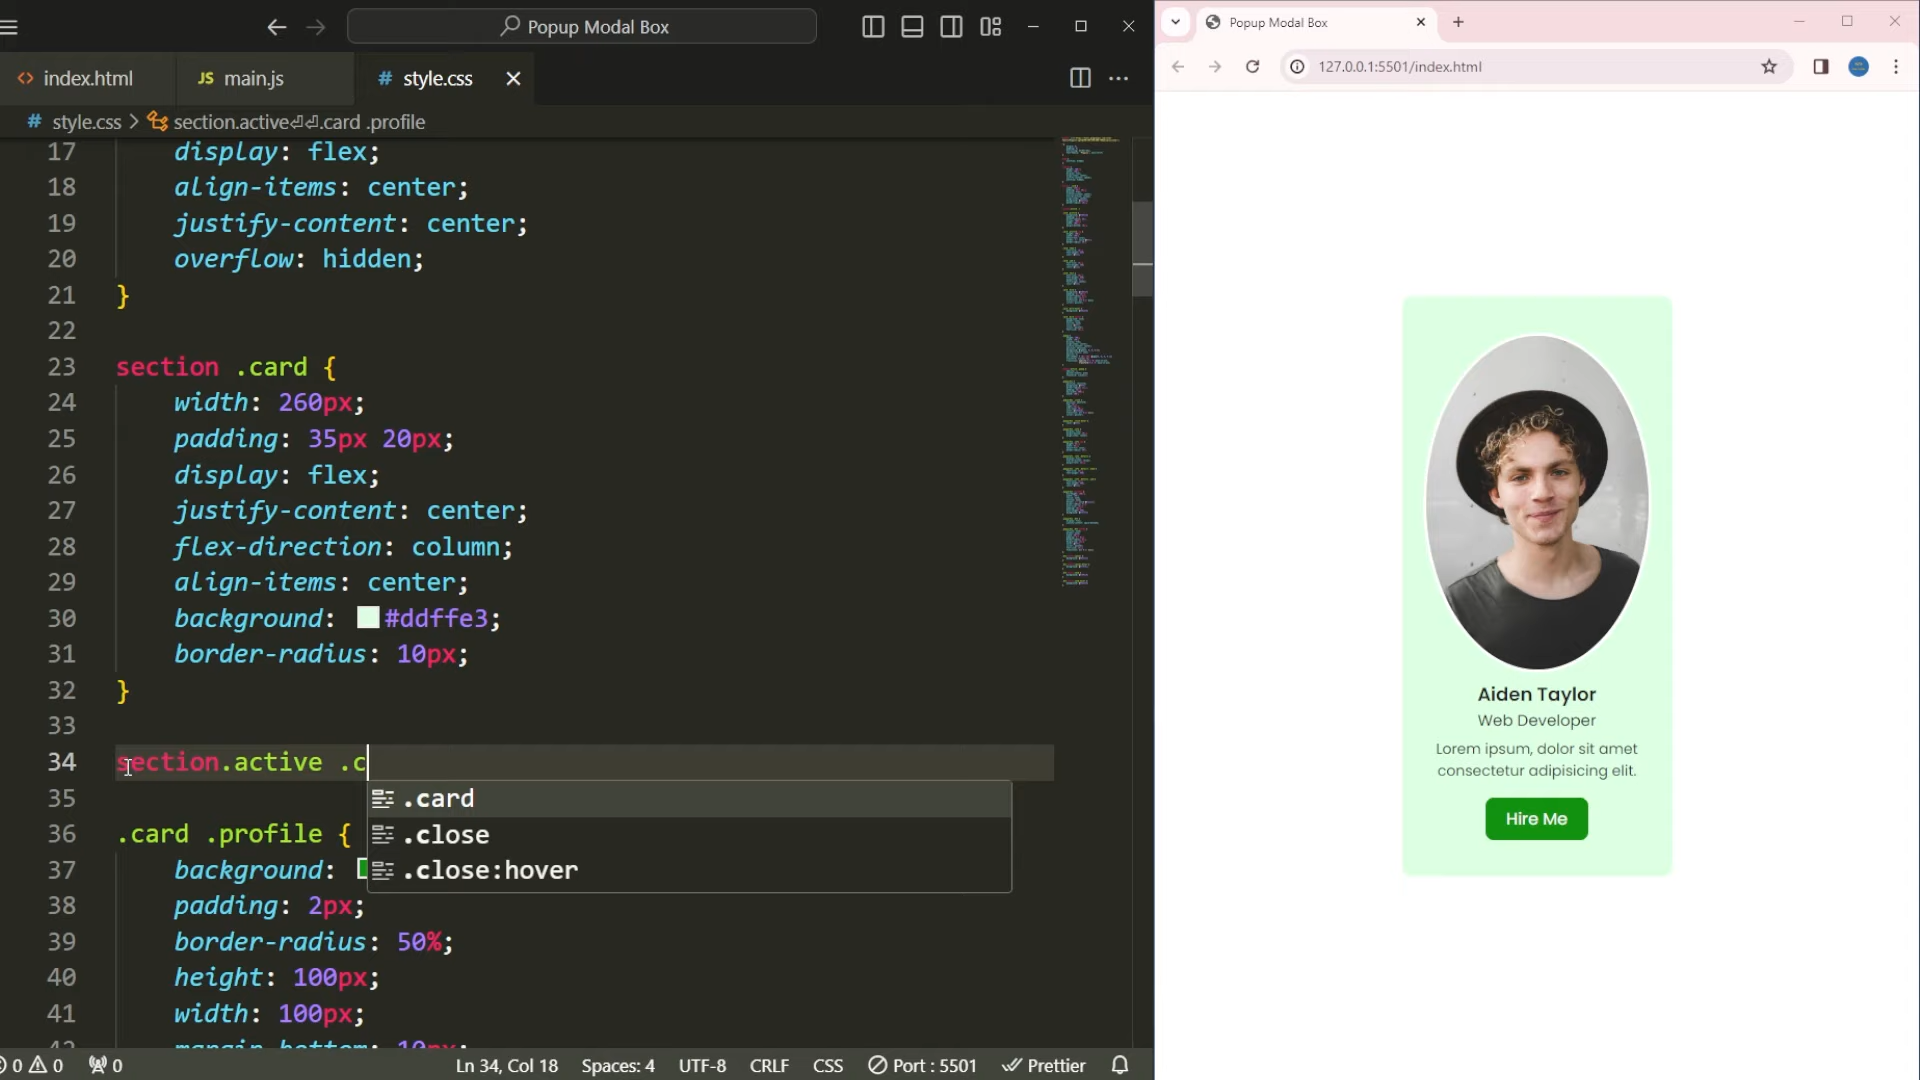 Popup Modal Box
index.html
JS main.js
# style.css
# style.css > section.active⏎⏎.card .profile
17 display: flex;
18 align-items: center;
19 justify-content: center;
20 overflow: hidden;
21 }
22
23 section .card {
24 width: 260px;
25 padding: 35px 20px;
26 display: flex;
27 justify-content: center;
28 flex-direction: column;
29 align-items: center;
30 background: #ddffe3;
31 border-radius: 10px;
32 }
33
34 section.active .c
.card
.close
.close:hover
35
36 .card .profile {
37 background:
38 padding: 2px;
39 border-radius: 50%;
40 height: 100px;
41 width: 100px;
42 margin-bottom: 10px;
0 0 0
Ln 34, Col 18 Spaces: 4 UTF-8 CRLF CSS Port : 5501 Prettier
Popup Modal Box
127.0.0.1:5501/index.html
Aiden Taylor
Web Developer
Lorem ipsum, dolor sit amet
consectetur adipisicing elit.
Hire Me